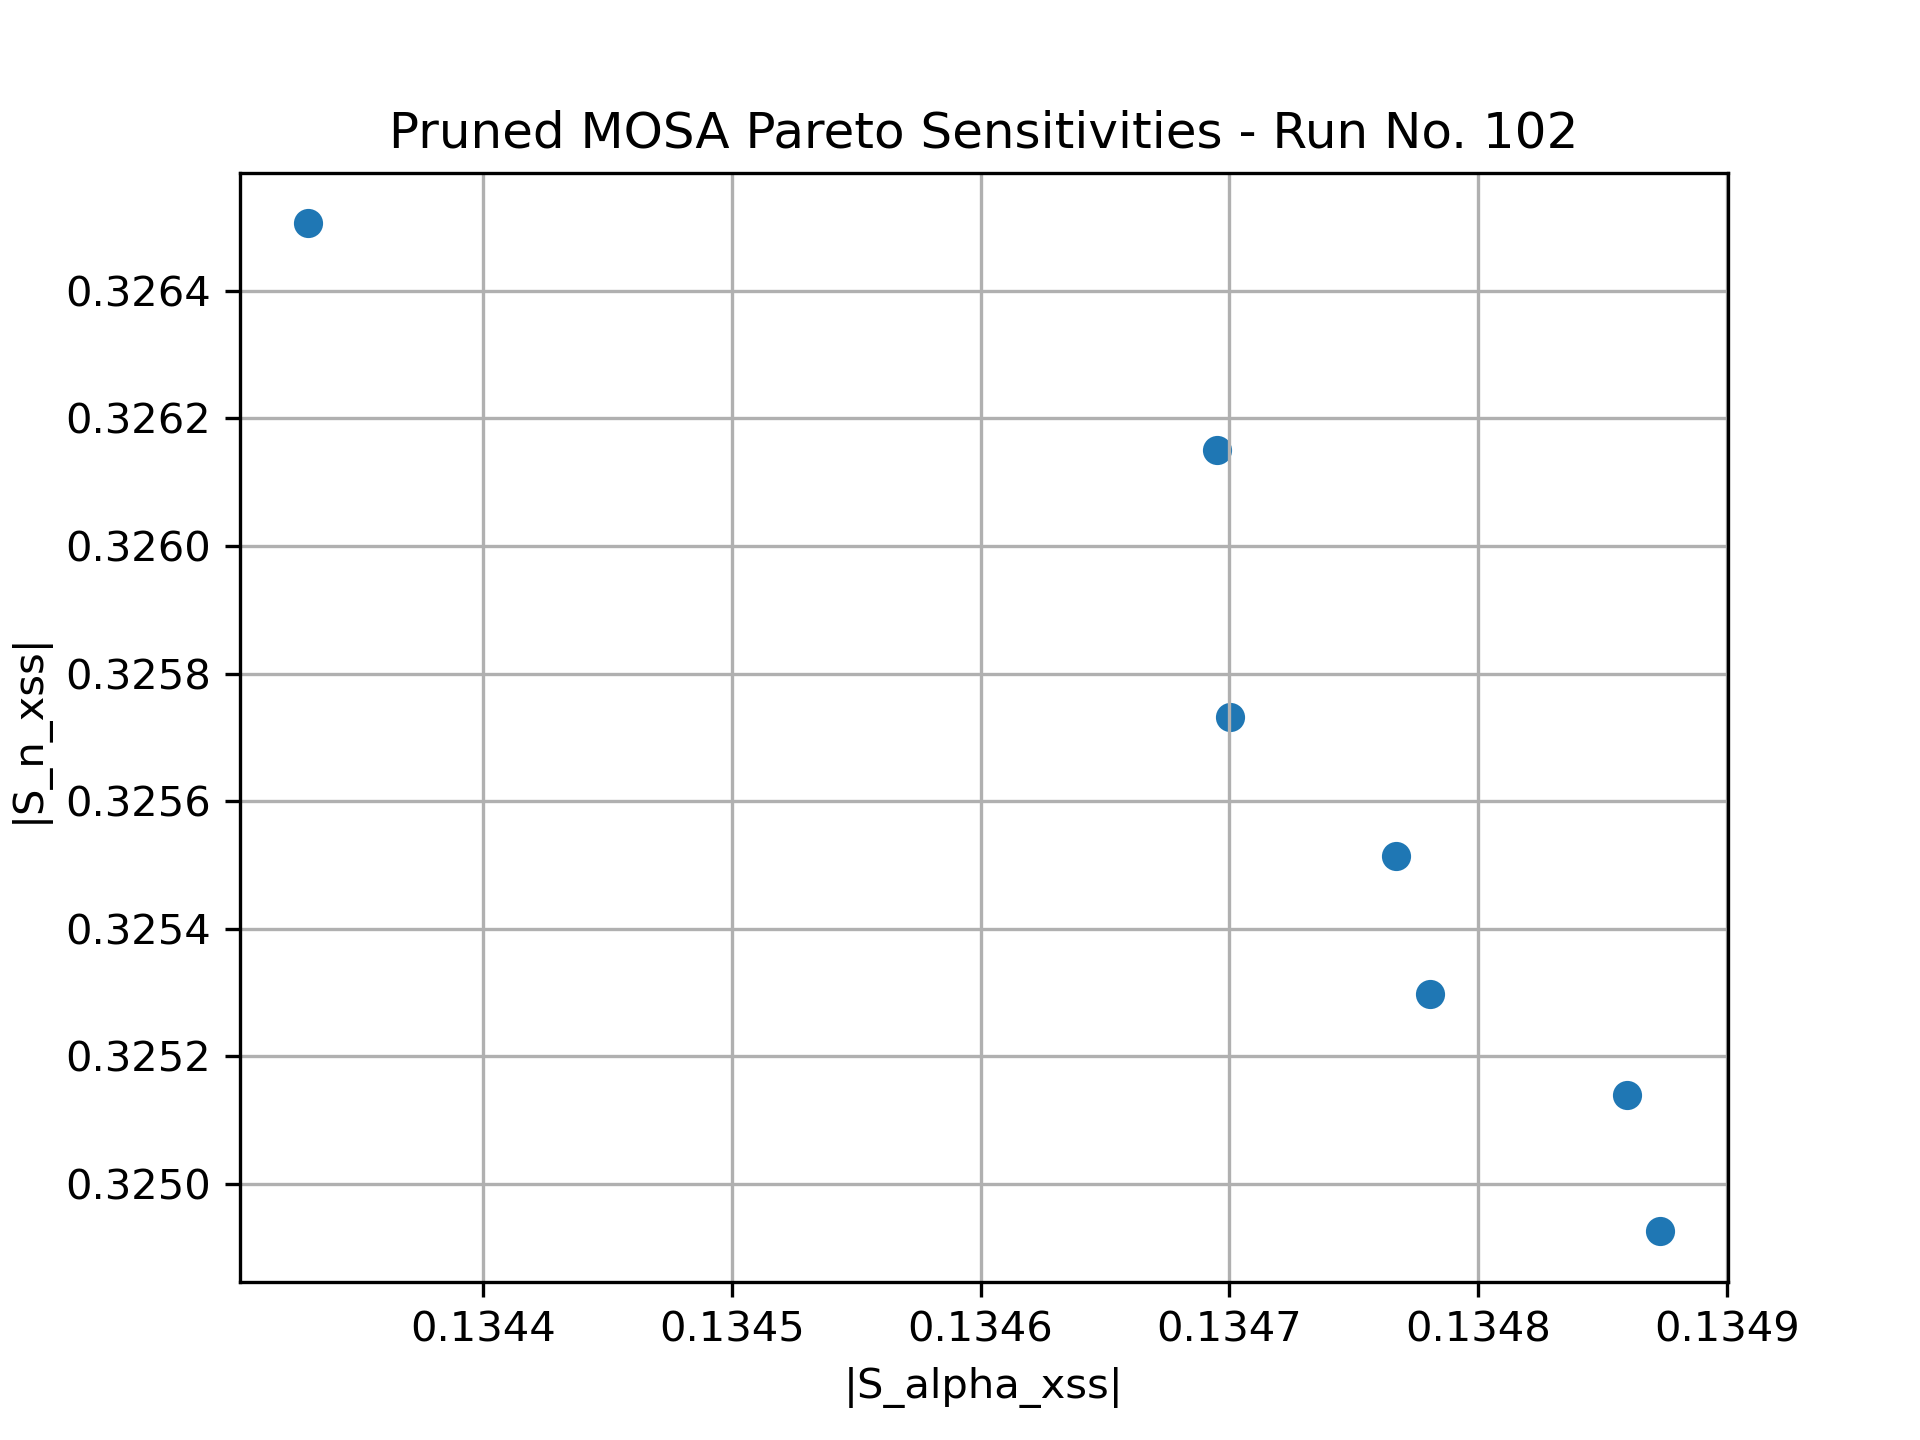 Pruned MOSA Pareto Sensitivities - Run No. 102
|S_n_xss|
0.3264
0.3262
0.3260
0.3258
0.3256
0.3254
0.3252
0.3250
0.1344 0.1345 0.1346 0.1347 0.1348 0.1349
|S_alpha_xss|